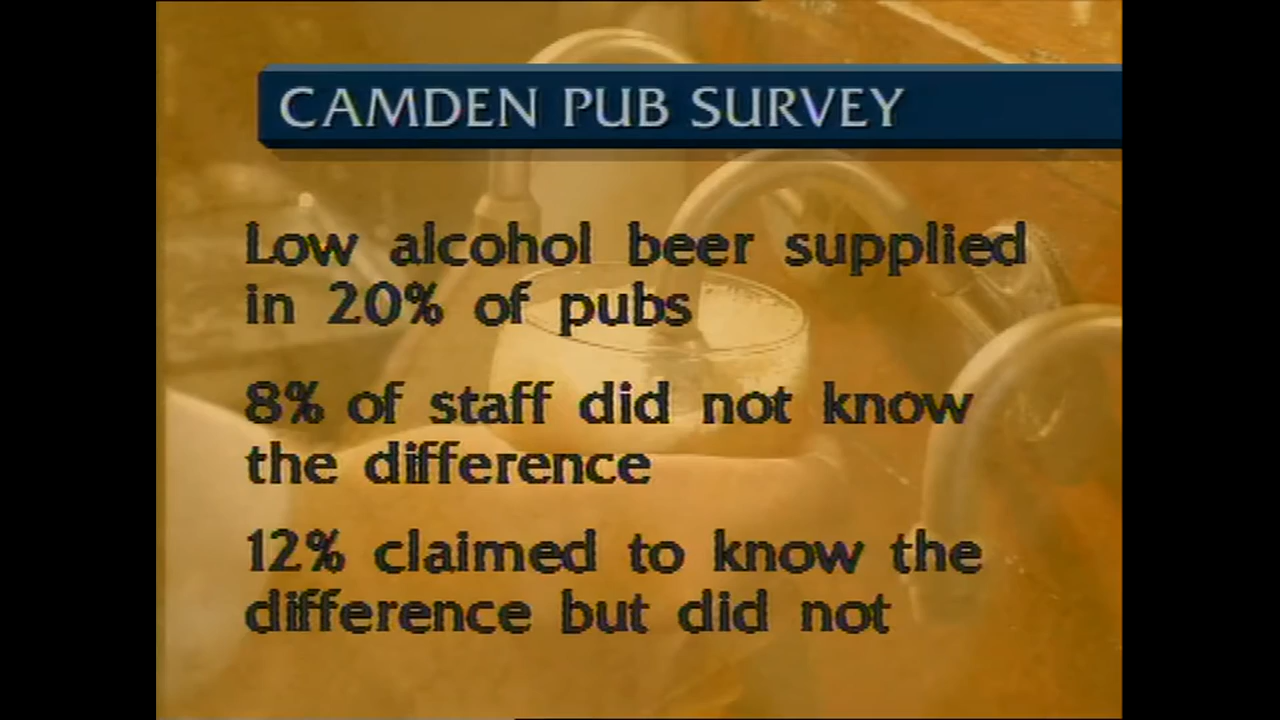 CAMDEN PUB SURVEY
Low alcohol beer supplied
in 20% of pubs
8% of staff did not know
the difference
12% claimed to know the
difference but did not